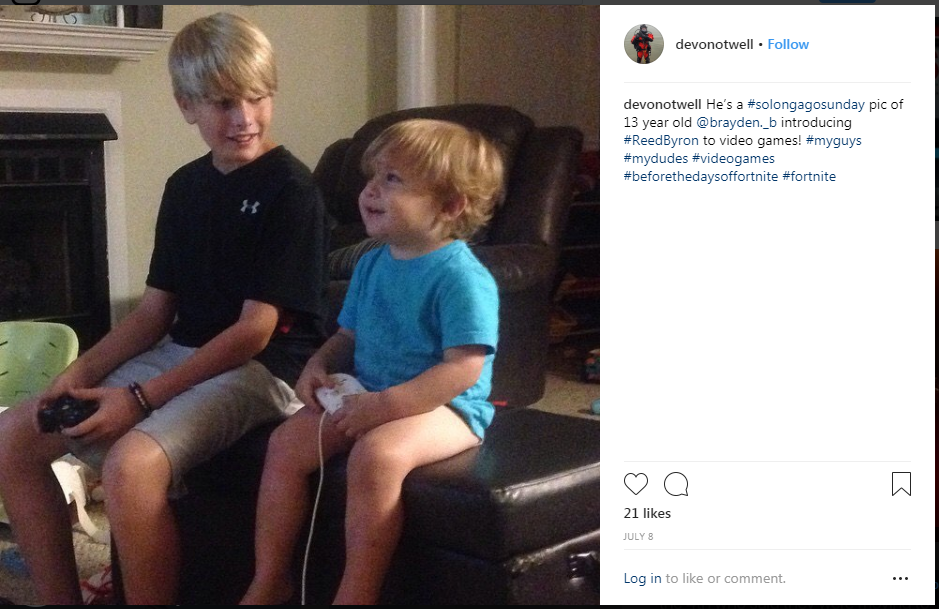 devonotwell • Follow
devonotwell He's a #solongagosunday pic of
13 year old @brayden._b introducing
#ReedByron to video games! #myguys
#mydudes #videogames
#beforethedaysoffortnite #fortnite
21 likes
JULY 8
Log in to like or comment.